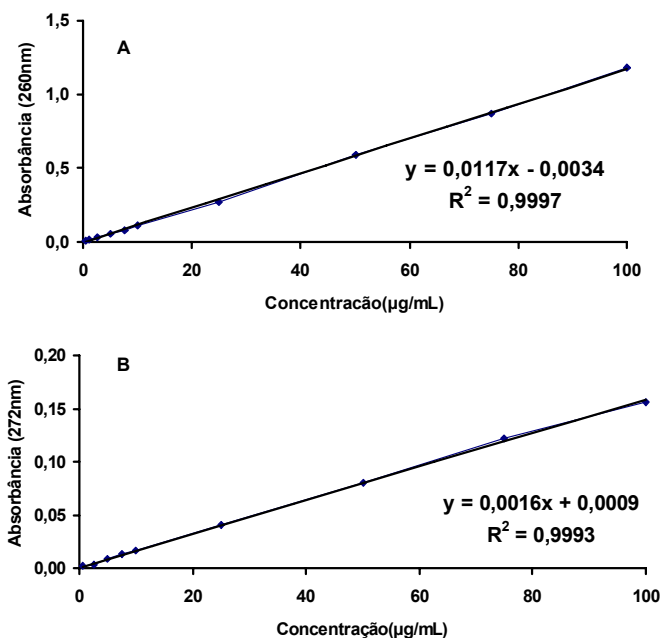 A
Absorbância (260nm)
1,5
1,0
0,5
0,0
y = 0,0117x - 0,0034
R² = 0,9997
0 20 40 60 80 100
Concentracão(µg/mL)
B
Absorbância (272nm)
0,20
0,15
0,10
0,05
0,00
y = 0,0016x + 0,0009
R² = 0,9993
0 20 40 60 80 100
Concentração(µg/mL)